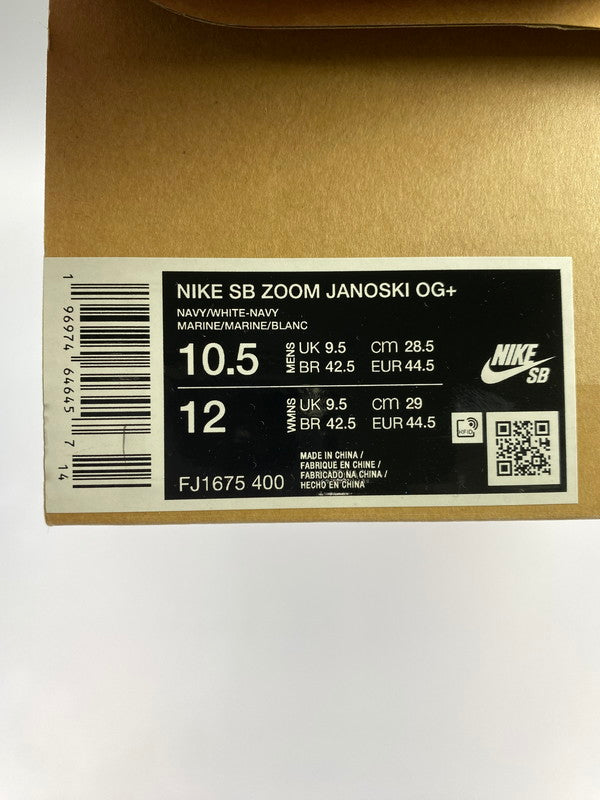 NIKE SB ZOOM JANOSKI OG+
NAVY/WHITE-NAVY
MARINE/MARINE/BLANC
10.5 MENS UK 9.5 cm 28.5
BR 42.5 EUR 44.5
12 WMNS UK 9.5 cm 29
BR 42.5 EUR 44.5
MADE IN CHINA /
FABRIQUE EN CHINE /
FABRICADO NA CHINA /
HECHO EN CHINA
FJ1675 400
NIKE
SB
RFID
1 96974 64645 7 14